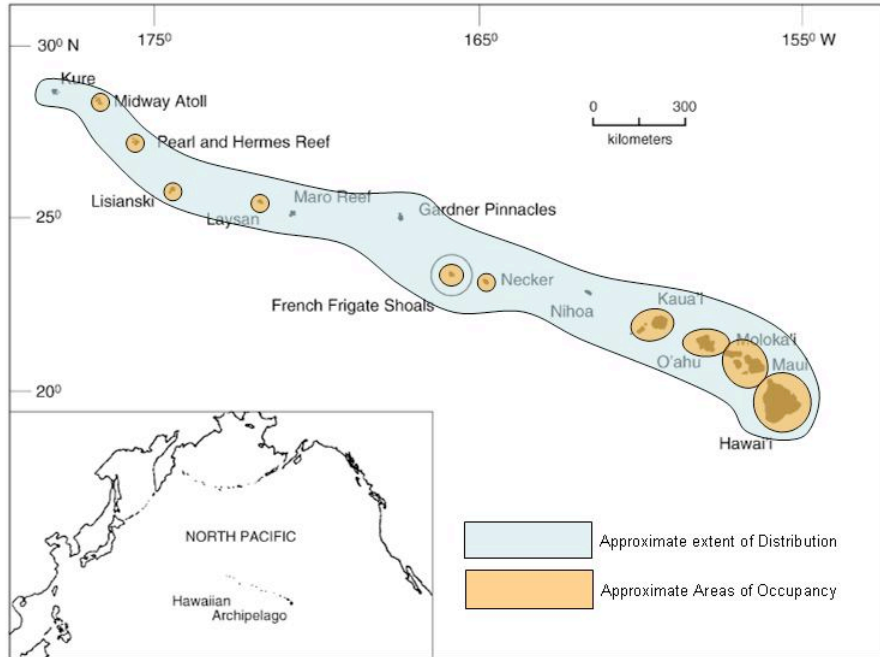 175⁰
165⁰
155⁰ W
30⁰ N
Kure
Midway Atoll
0
300
kilometers
Pearl and Hermes Reef
Lisianski
Laysan
Maro Reef
Gardner Pinnacles
25⁰
French Frigate Shoals
Necker
Nihoa
Kaua'i
O'ahu
Moloka'i
Maui
20⁰
Hawai'i
NORTH PACIFIC
Hawaiian
Archipelago
Approximate extent of Distribution
Approximate Areas of Occupancy